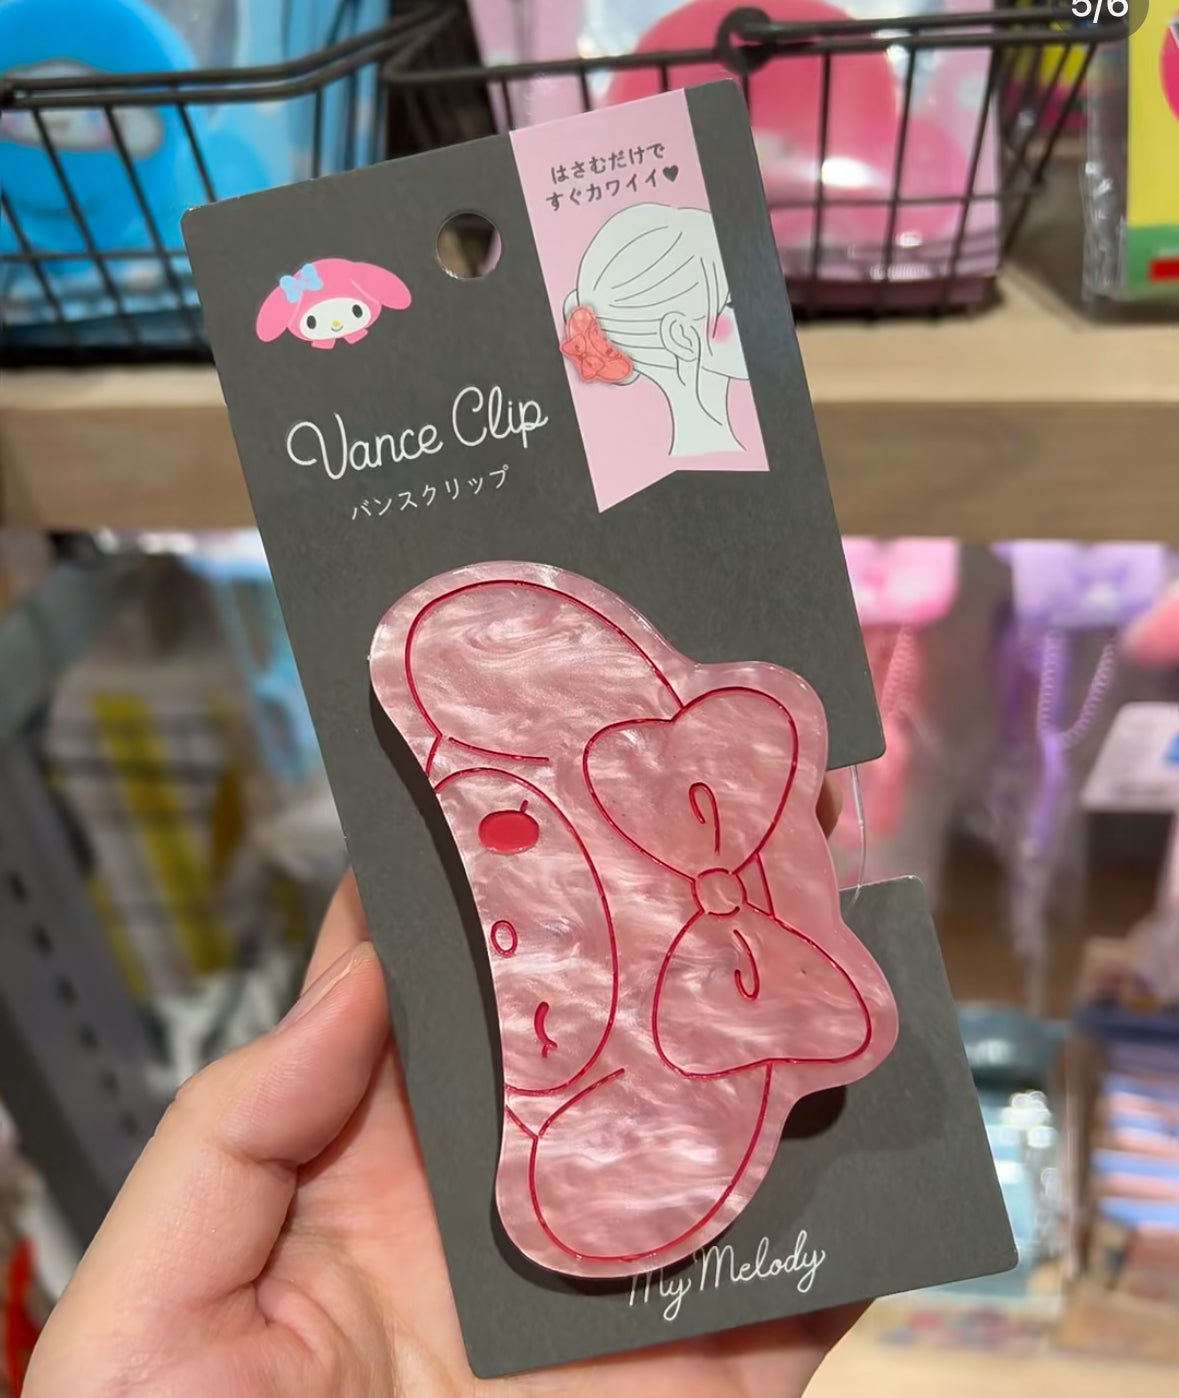 5/6
はさむだけで
すぐカワイイ♥
Vance Clip
バンスクリップ
My Melody